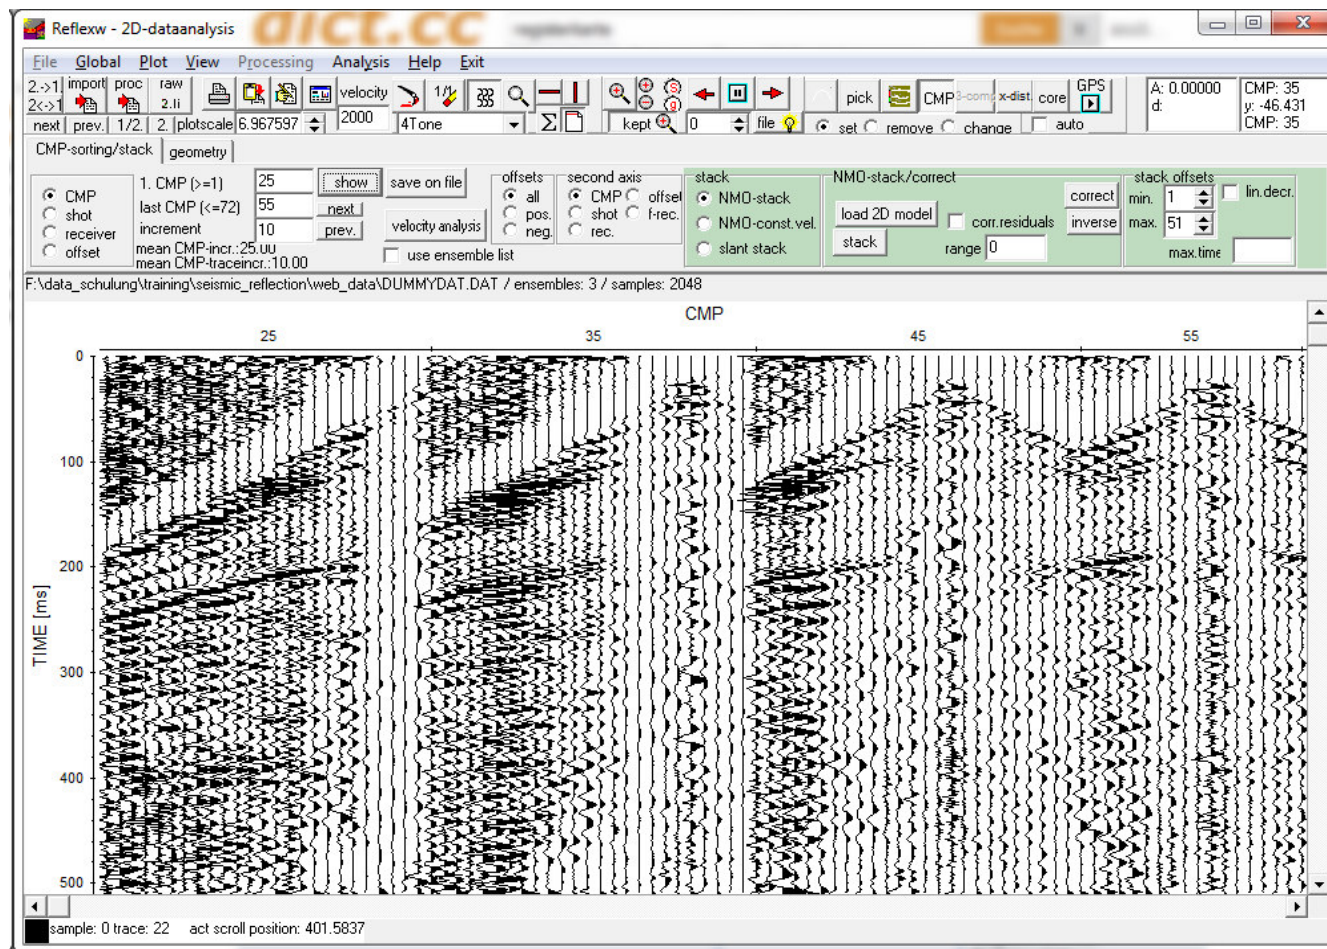 Reflexw - 2D-dataanalysis
dict.cc
File Global Plot View Processing Analysis Help Exit
2.->1. import proc raw velocity 1/√ GPS A: 0.00000 CMP: 35
2<->1 2.li 2000 4Tone pick CMP 3-comp x-dist. core d: y: -46.431
next prev. 1/2. 2. plotscale 6.967597 Σ kept 0 file set remove change auto CMP: 35
CMP-sorting/stack geometry
CMP 1. CMP (>=1) 25 show save on file offsets second axis stack NMO-stack/correct stack offsets
shot last CMP (<=72) 55 next all CMP offset NMO-stack load 2D model corr.residuals correct min. 1 lin.decr.
receiver increment 10 prev. velocity analysis pos. shot f-rec. NMO-const.vel. stack range 0 inverse max. 51
offset mean CMP-incr.:25.00 use ensemble list neg. rec. slant stack max.time
mean CMP-traceincr.:10.00
F:\data_schulung\training\seismic_reflection\web_data\DUMMYDAT.DAT / ensembles: 3 / samples: 2048
CMP
25 35 45 55
0
100
200
300
400
500
TIME [ms]
sample: 0 trace: 22 act scroll position: 401.5837